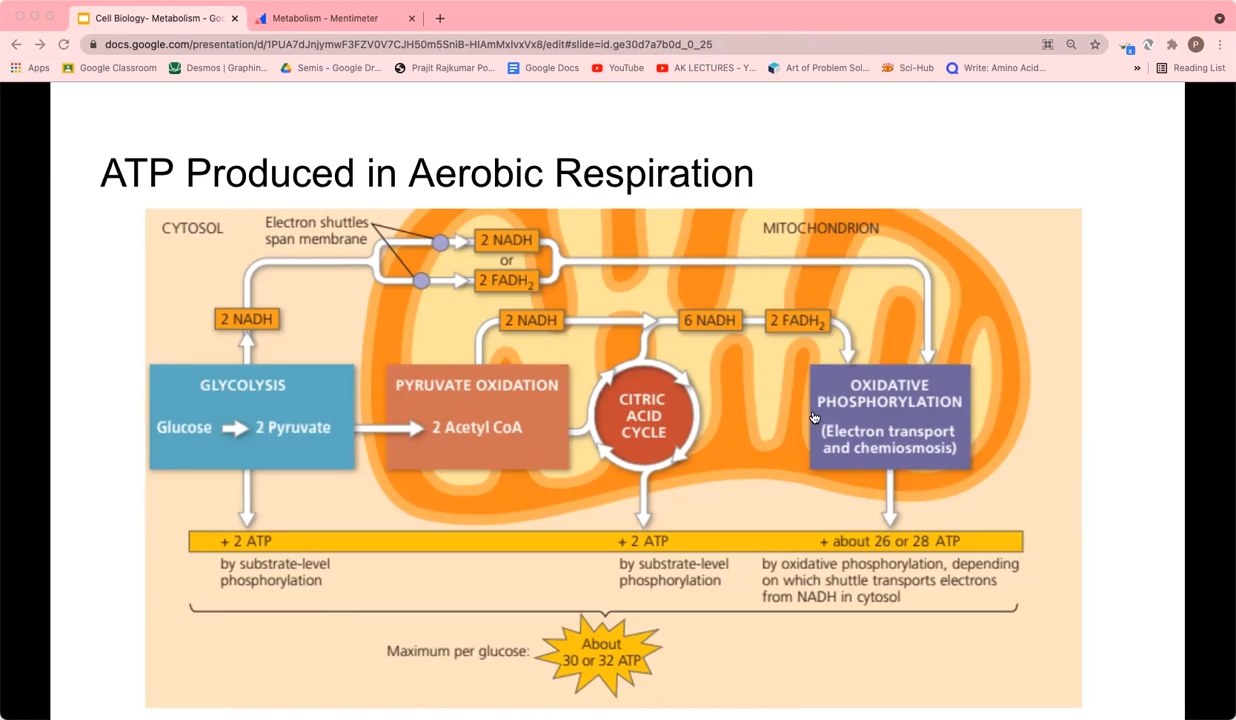 Cell Biology- Metabolism - Goo
Metabolism - Mentimeter
docs.google.com/presentation/d/1PUA7dJnjymwF3FZV0V7CJH50m5SniB-HIAmMxIvxVx8/edit#slide=id.ge30d7a7b0d_0_25
P
Apps Google Classroom Desmos | Graphin... Semis - Google Dr... Prajit Rajkumar Po... Google Docs YouTube AK LECTURES - Y... Art of Problem Sol... Sci-Hub Write: Amino Acid... » Reading List
ATP Produced in Aerobic Respiration
CYTOSOL
Electron shuttles
span membrane
MITOCHONDRION
2 NADH
or
2 FADH2
2 NADH
2 NADH
6 NADH
2 FADH2
GLYCOLYSIS
Glucose
2 Pyruvate
PYRUVATE OXIDATION
2 Acetyl CoA
CITRIC
ACID
CYCLE
OXIDATIVE
PHOSPHORYLATION
(Electron transport
and chemiosmosis)
+ 2 ATP
by substrate-level
phosphorylation
+ 2 ATP
by substrate-level
phosphorylation
+ about 26 or 28 ATP
by oxidative phosphorylation, depending
on which shuttle transports electrons
from NADH in cytosol
Maximum per glucose:
About
30 or 32 ATP